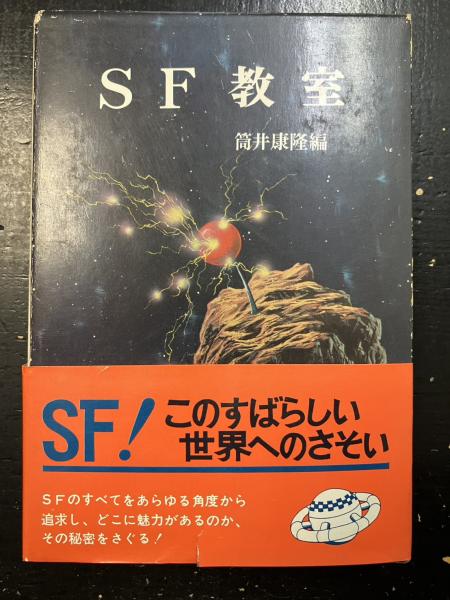 SF教室
筒井康隆編
SF!
このすばらしい
世界へのさそい
SFのすべてをあらゆる角度から
追求し、どこに魅力があるのか、
その秘密をさぐる!